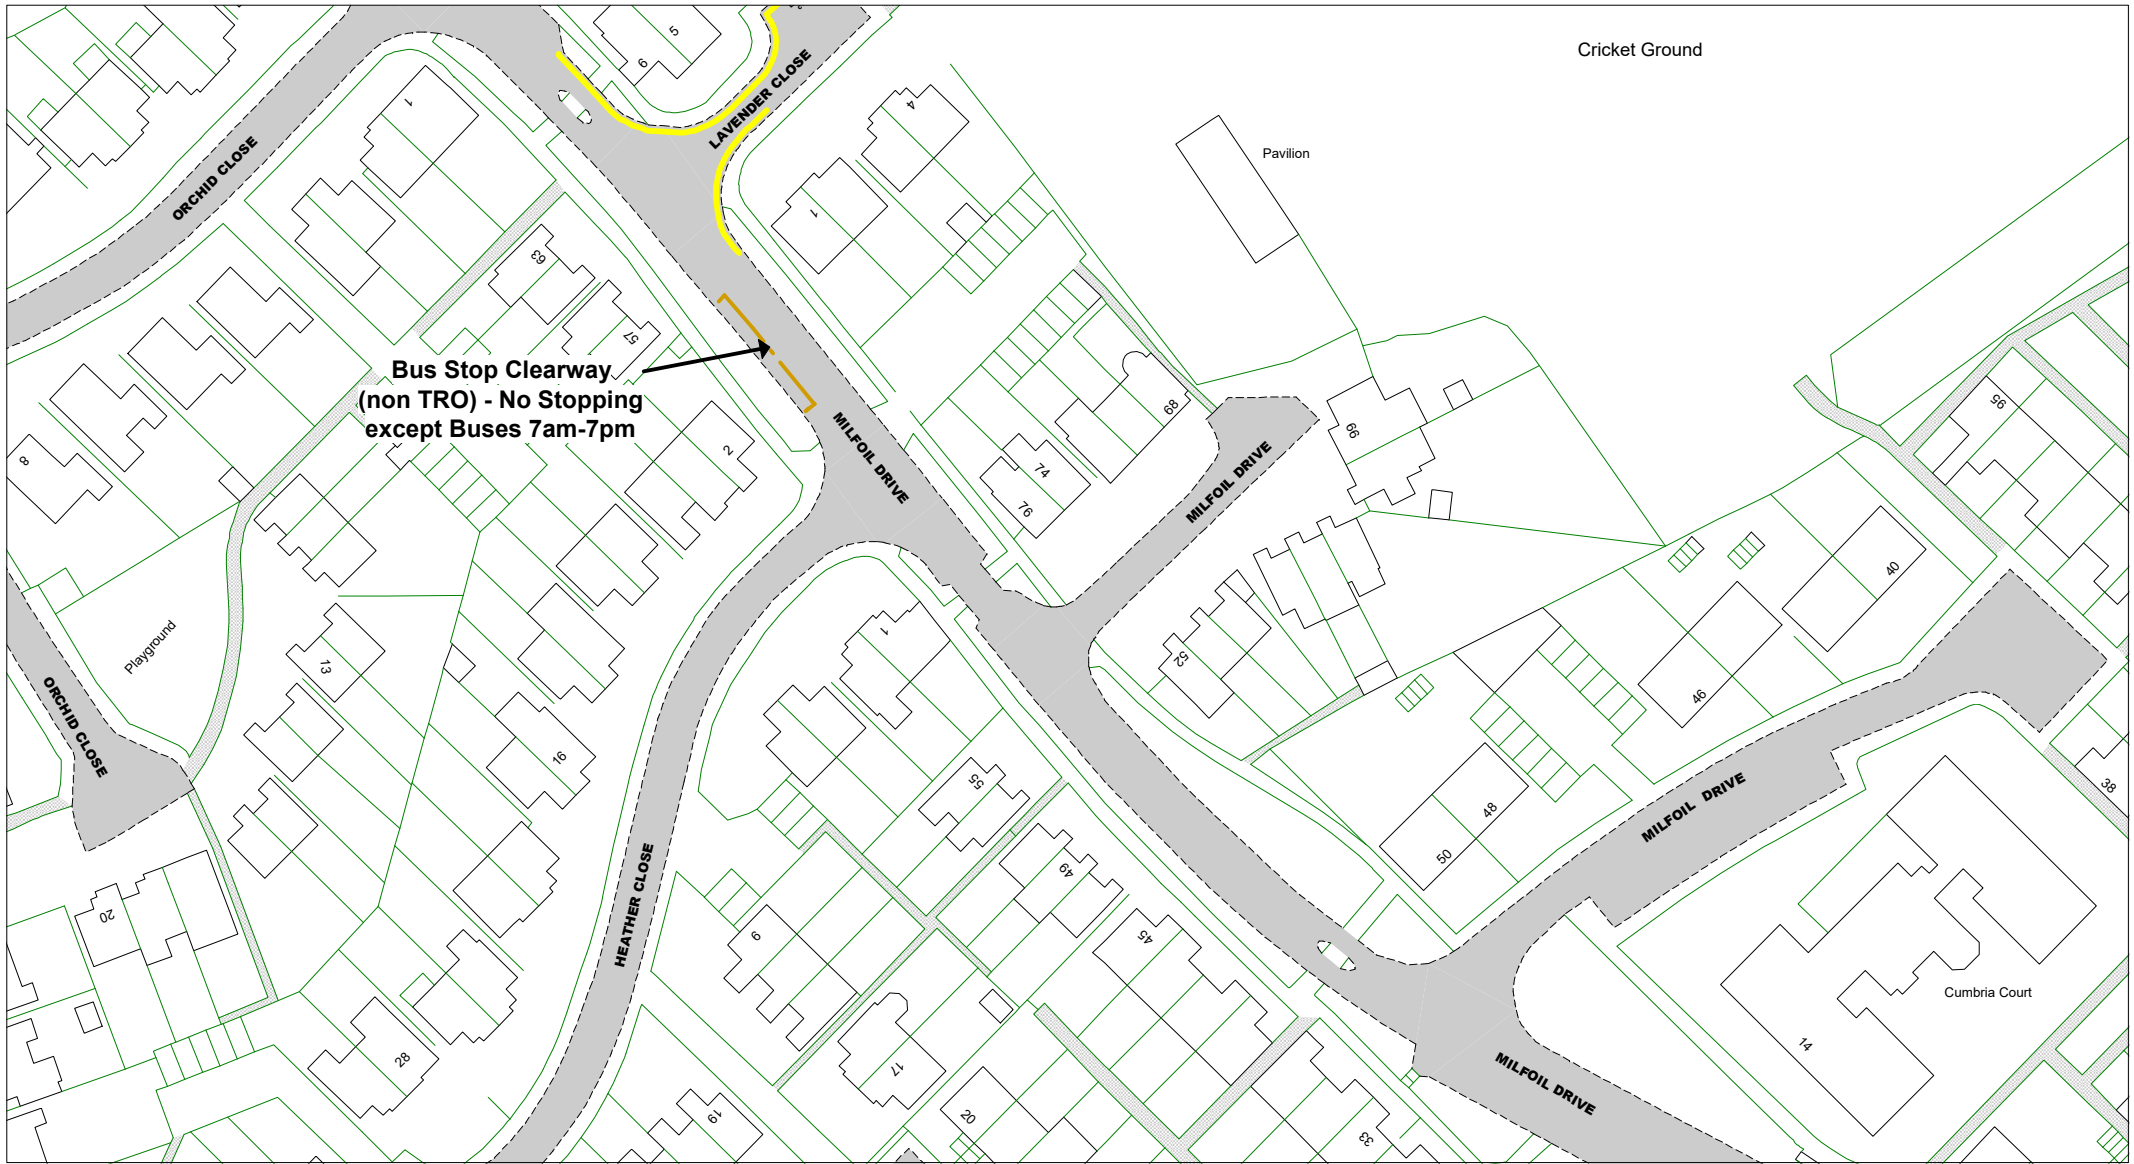 Cricket Ground
5
6
LAVENDER CLOSE
1
4
ORCHID CLOSE
Pavilion
1
63
57
Bus Stop Clearway
(non TRO) - No Stopping
except Buses 7am-7pm
MILFOIL DRIVE
68
66
95
8
2
74
76
MILFOIL DRIVE
40
Playground
13
1
52
46
ORCHID CLOSE
16
55
48
50
MILFOIL DRIVE
38
HEATHER CLOSE
49
20
9
45
Cumbria Court
14
28
17
MILFOIL DRIVE
19
20
33